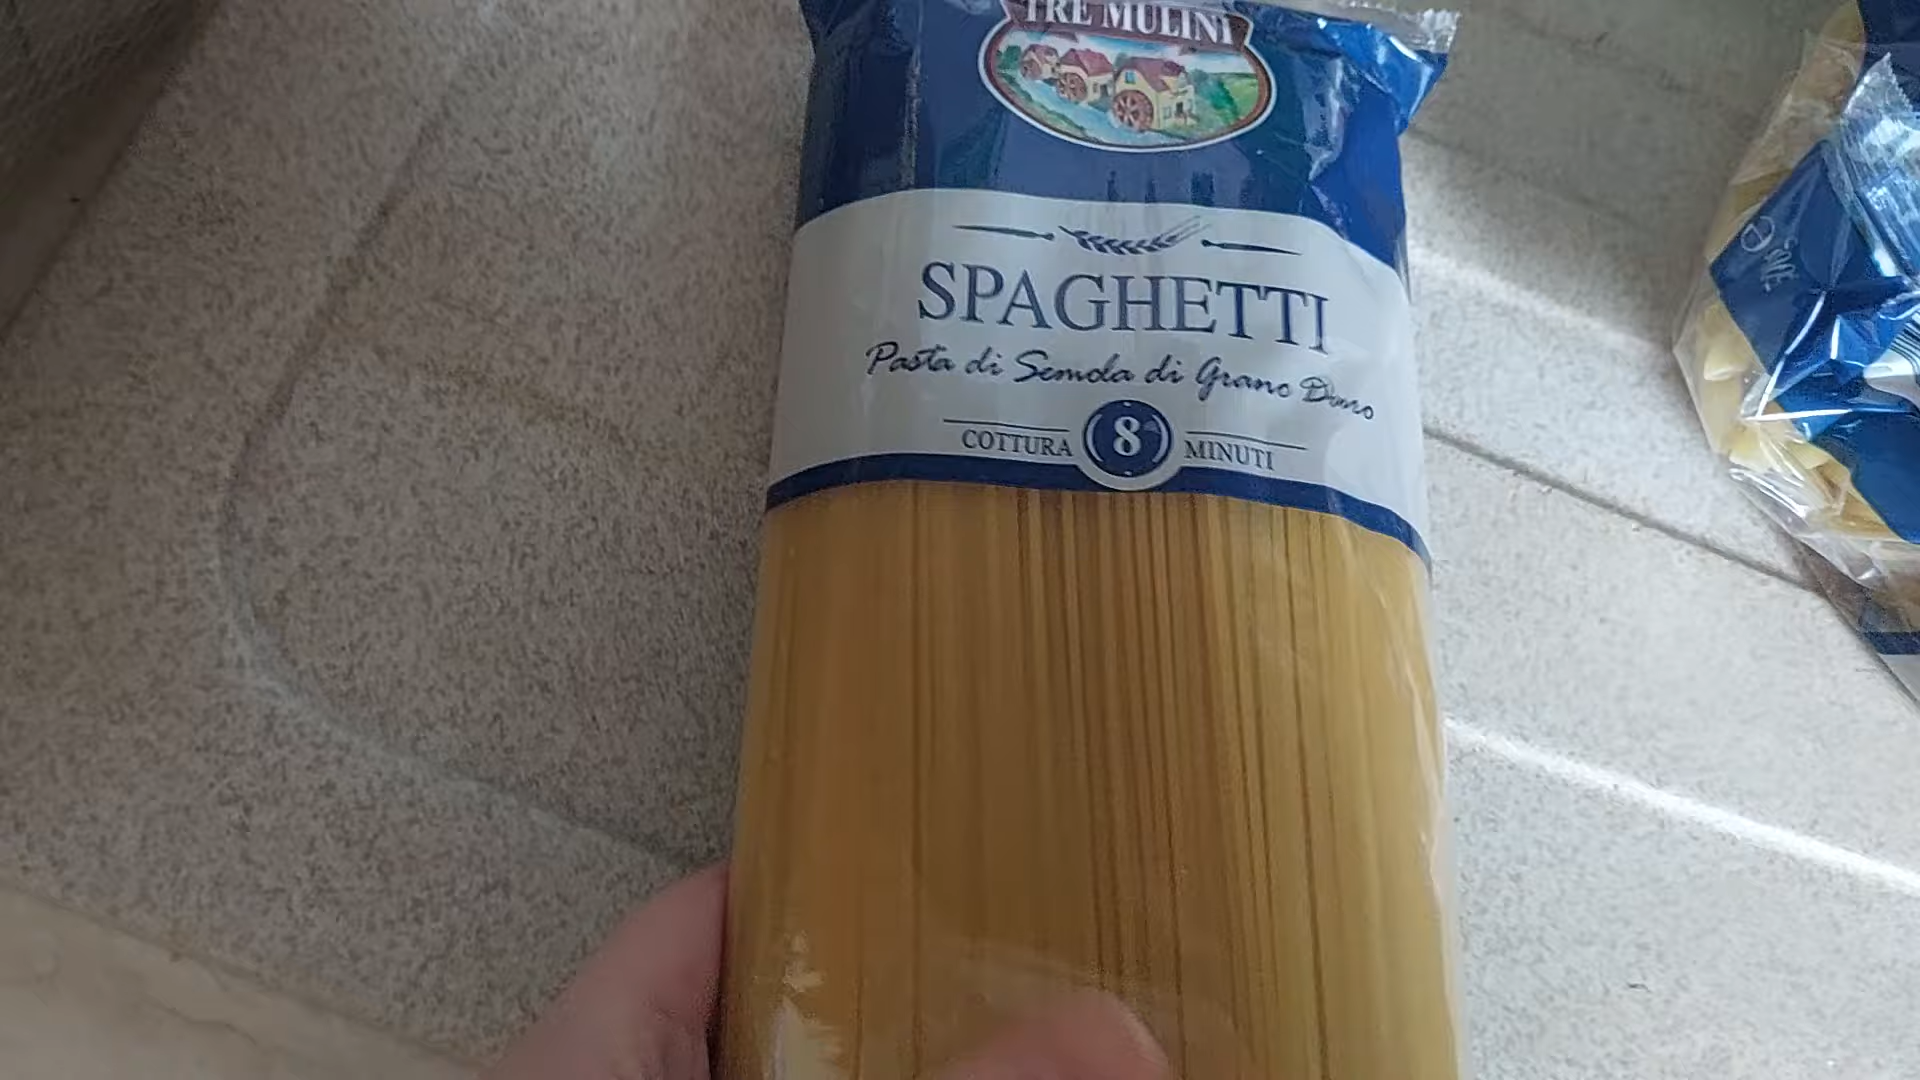 TRE MULINI
SPAGHETTI
Pasta di Semola di Grano Duro
COTTURA 8 MINUTI